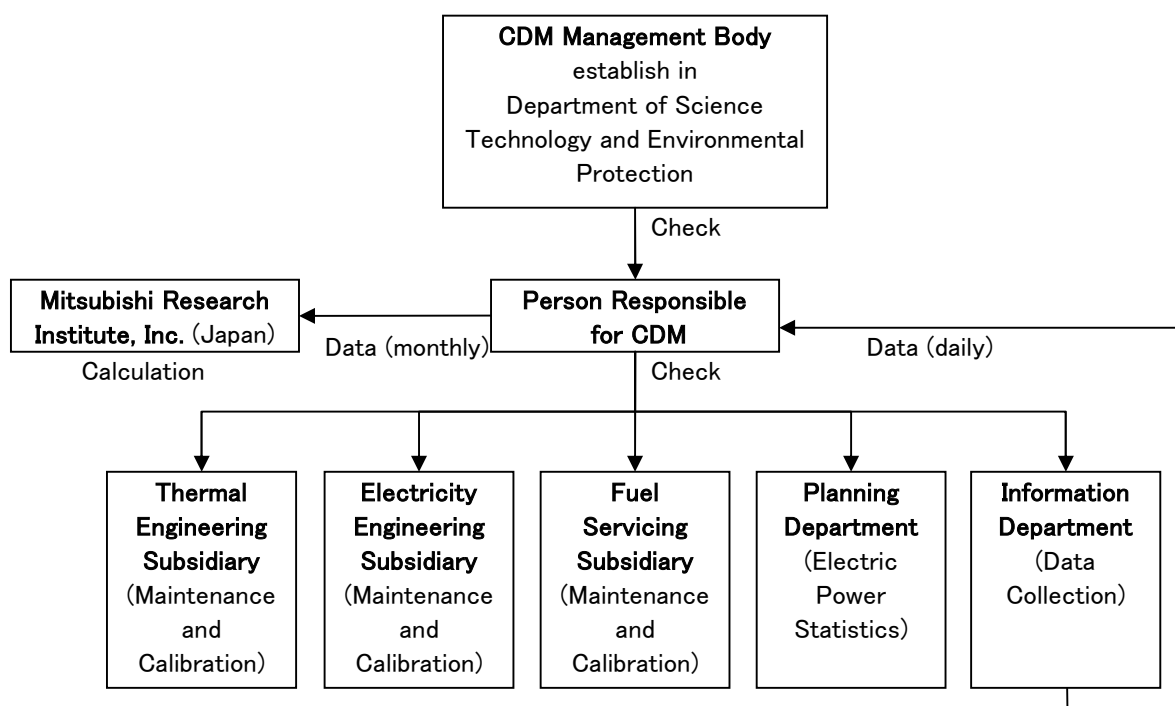 CDM Management Body
establish in
Department of Science
Technology and Environmental
Protection
Check
Mitsubishi Research
Institute, Inc. (Japan)
Calculation
Data (monthly)
Person Responsible
for CDM
Data (daily)
Check
Thermal
Engineering
Subsidiary
(Maintenance
and
Calibration)
Electricity
Engineering
Subsidiary
(Maintenance
and
Calibration)
Fuel
Servicing
Subsidiary
(Maintenance
and
Calibration)
Planning
Department
(Electric
Power
Statistics)
Information
Department
(Data
Collection)